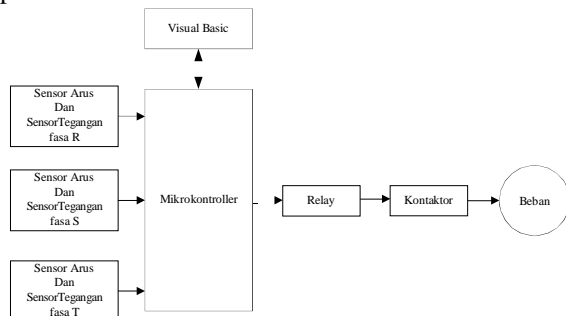 Visual Basic
Sensor Arus
Dan
SensorTegangan
fasa R
Sensor Arus
Dan
SensorTegangan
fasa S
Sensor Arus
Dan
SensorTegangan
fasa T
Mikrokontroller
Relay
Kontaktor
Beban